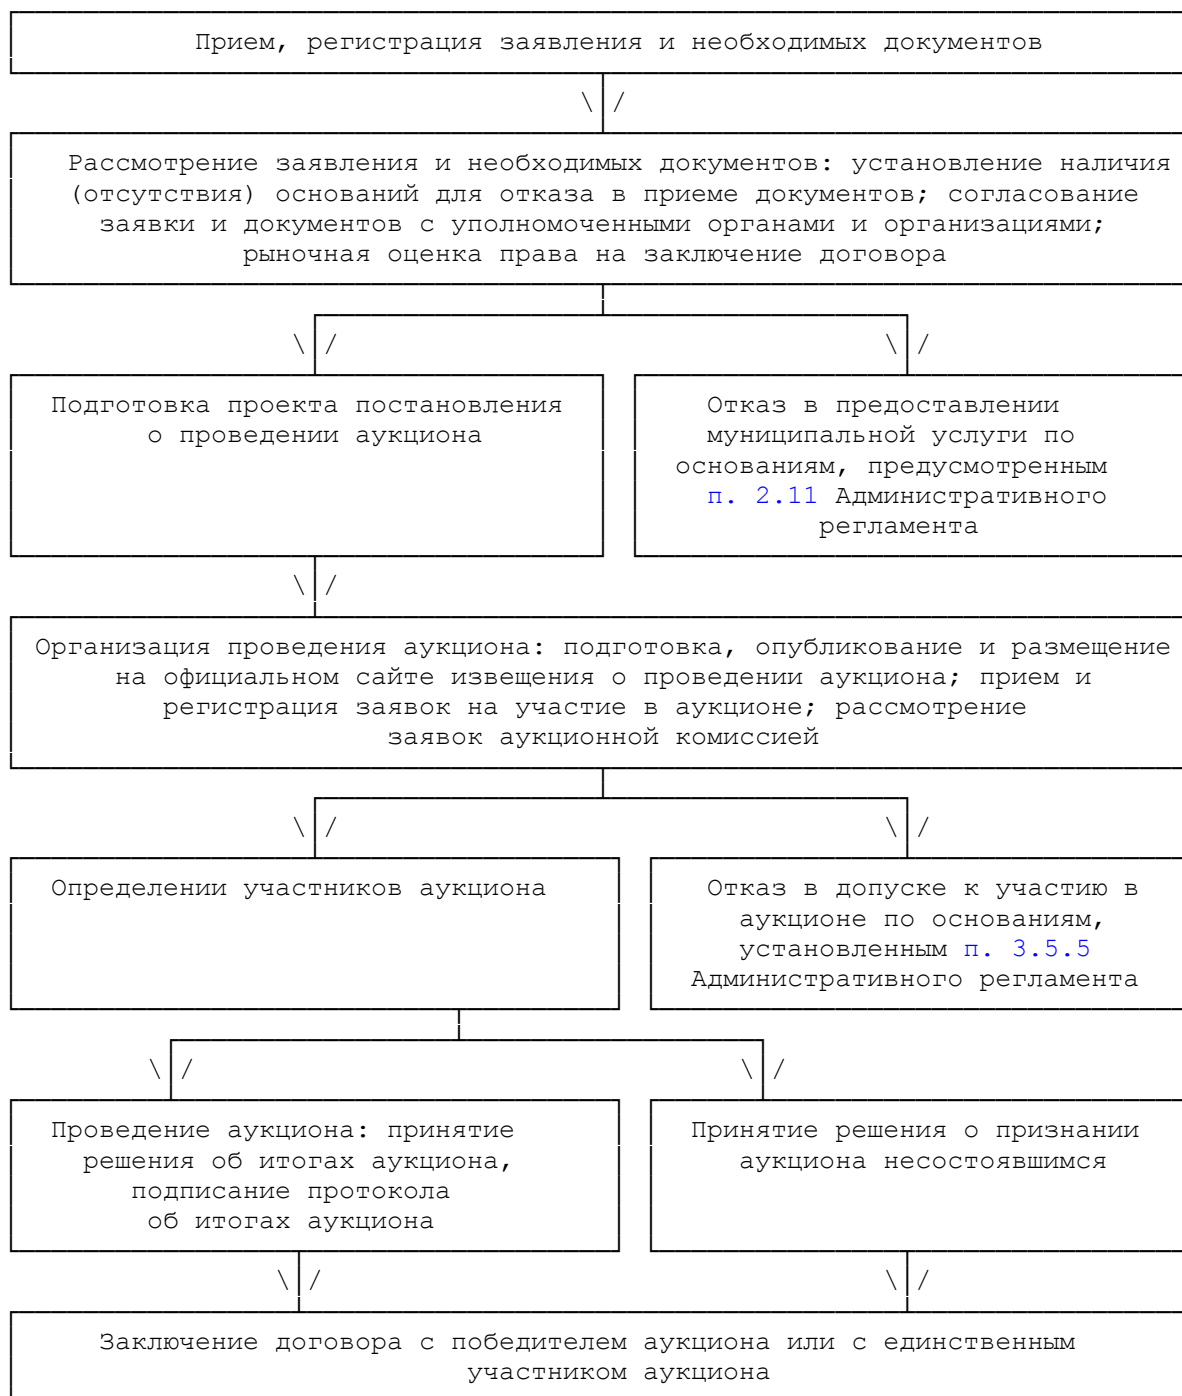 Прием, регистрация заявления и необходимых документов
Рассмотрение заявления и необходимых документов: установление наличия
(отсутствия) оснований для отказа в приеме документов; согласование
заявки и документов с уполномоченными органами и организациями;
рыночная оценка права на заключение договора
Подготовка проекта постановления
о проведении аукциона
Отказ в предоставлении
муниципальной услуги по
основаниям, предусмотренным
п. 2.11 Административного
регламента
Организация проведения аукциона: подготовка, опубликование и размещение
на официальном сайте извещения о проведении аукциона; прием и
регистрация заявок на участие в аукционе; рассмотрение
заявок аукционной комиссией
Определении участников аукциона
Отказ в допуске к участию в
аукционе по основаниям,
установленным п. 3.5.5
Административного регламента
Проведение аукциона: принятие
решения об итогах аукциона,
подписание протокола
об итогах аукциона
Принятие решения о признании
аукциона несостоявшимся
Заключение договора с победителем аукциона или с единственным
участником аукциона